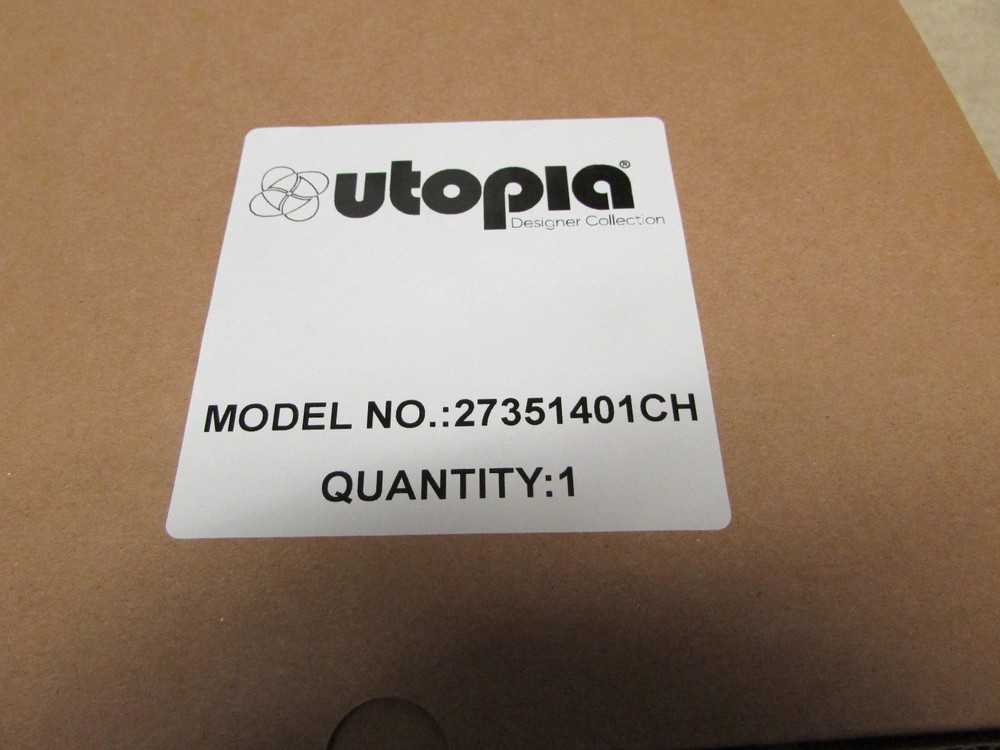 utopia®
Designer Collection
MODEL NO.:27351401CH
QUANTITY:1